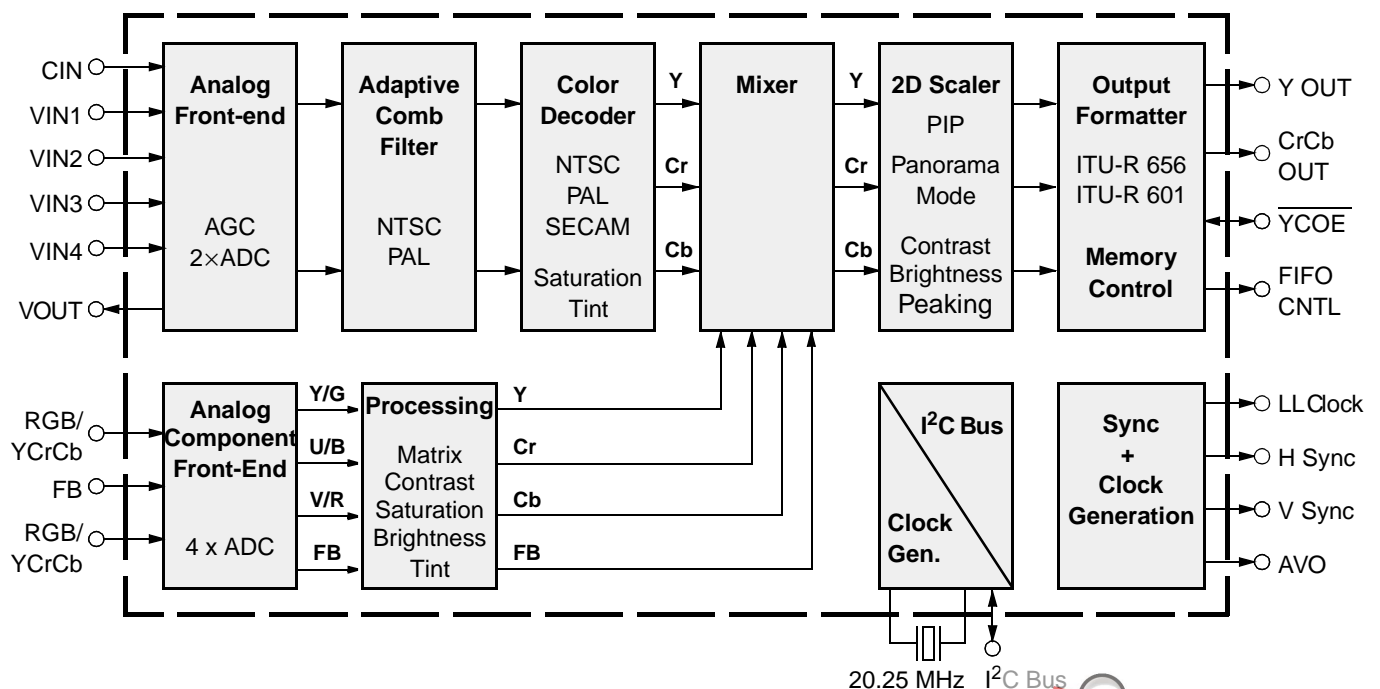 CIN
VIN1
VIN2
VIN3
VIN4
VOUT
Analog
Front-end
AGC
2×ADC
Adaptive
Comb
Filter
NTSC
PAL
Color
Decoder
NTSC
PAL
SECAM
Saturation
Tint
Y
Cr
Cb
Mixer
Y
Cr
Cb
2D Scaler
PIP
Panorama
Mode
Contrast
Brightness
Peaking
Output
Formatter
ITU-R 656
ITU-R 601
Memory
Control
Y OUT
CrCb
OUT
YCOE
FIFO
CNTL
RGB/
YCrCb
FB
RGB/
YCrCb
Analog
Component
Front-End
4 x ADC
Y/G
U/B
V/R
FB
Processing
Matrix
Contrast
Saturation
Brightness
Tint
Y
Cr
Cb
FB
I²C Bus
Clock
Gen.
20.25 MHz
I²C Bus
Sync
+
Clock
Generation
LL Clock
H Sync
V Sync
AVO